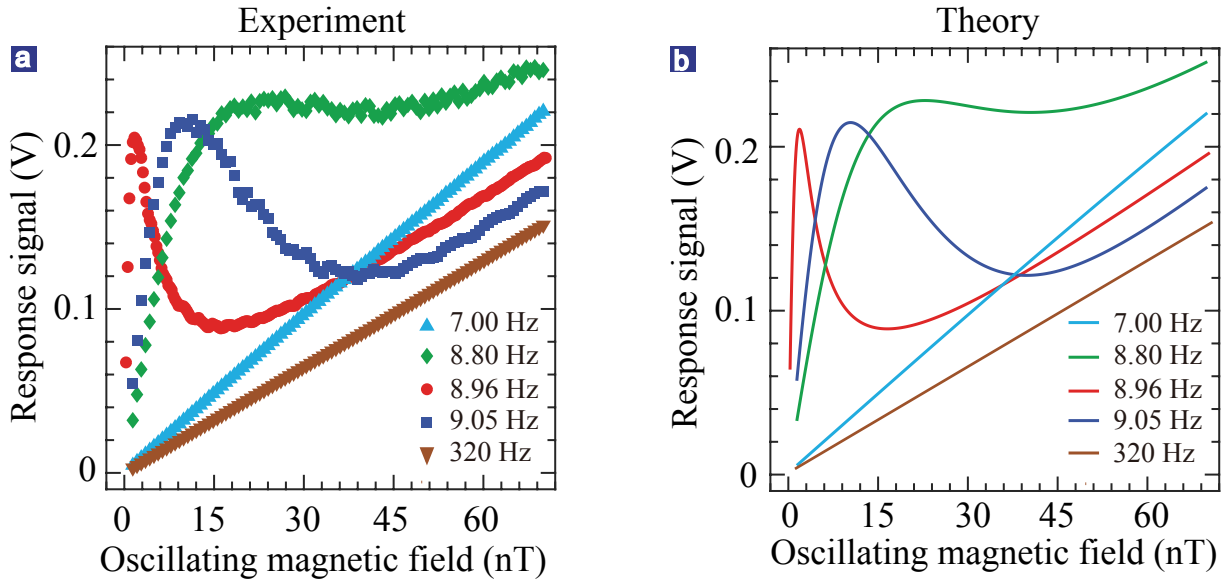 Experiment
a
Response signal (V)
0.2
0.1
0
7.00 Hz
8.80 Hz
8.96 Hz
9.05 Hz
320 Hz
0 15 30 45 60
Oscillating magnetic field (nT)
Theory
b
Response signal (V)
0.2
0.1
0
7.00 Hz
8.80 Hz
8.96 Hz
9.05 Hz
320 Hz
0 15 30 45 60
Oscillating magnetic field (nT)